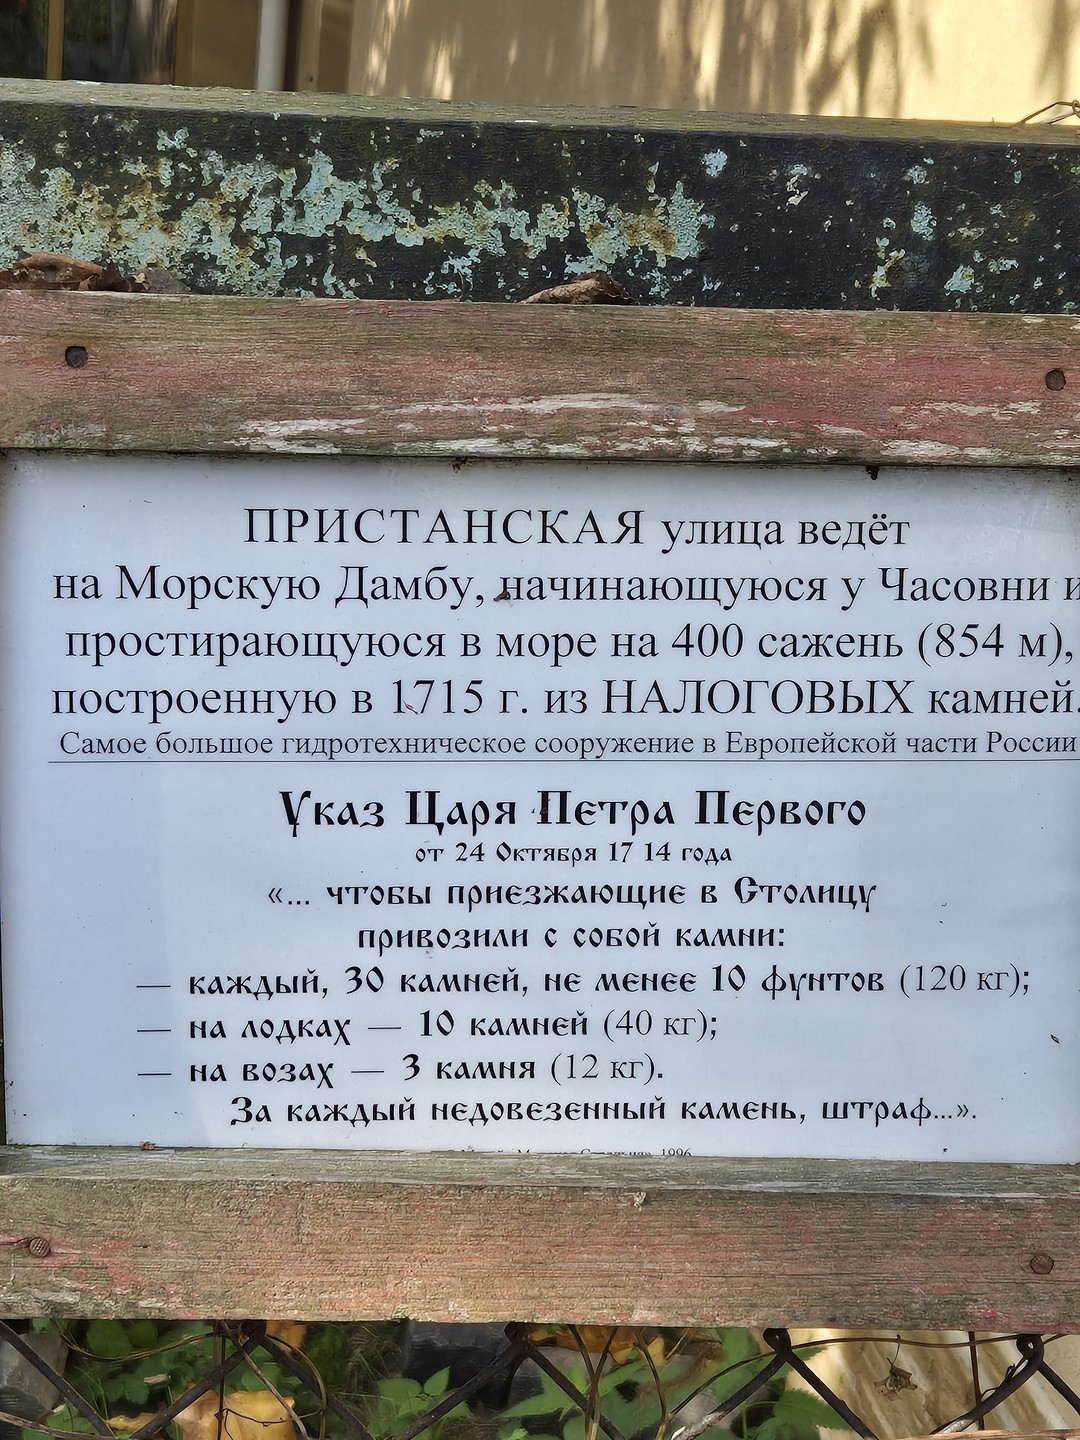 ПРИСТАНСКАЯ улица ведёт
на Морскую Дамбу, начинающуюся у Часовни и
простирающуюся в море на 400 сажень (854 м),
построенную в 1715 г. из НАЛОГОВЫХ камней.
Самое большое гидротехническое сооружение в Европейской части России
Указ Царя Петра Первого
от 24 Октября 17 14 года
«... чтобы приезжающие в Столицу
привозили с собой камни:
— каждый, 30 камней, не менее 10 фунтов (120 кг);
— на лодках — 10 камней (40 кг);
— на возах — 3 камня (12 кг).
За каждый недовезенный камень, штраф...».
1996